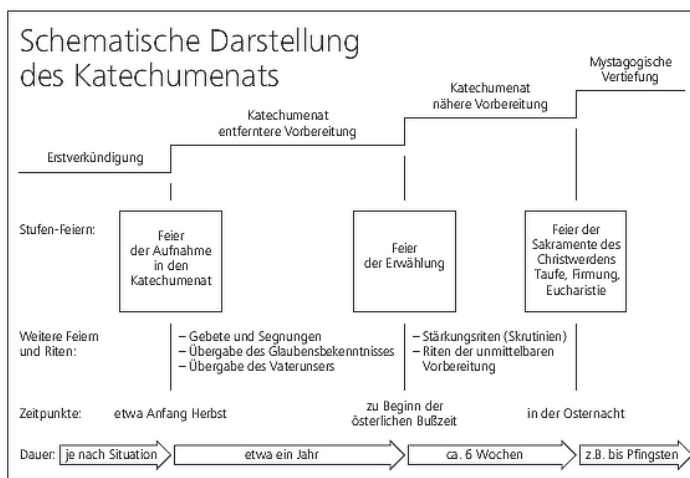 Schematische Darstellung
des Katechumenats
Mystagogische
Vertiefung
Katechumenat
nähere Vorbereitung
Katechumenat
entferntere Vorbereitung
Erstverkündigung
Stufen-Feiern:
Feier
der Aufnahme
in den
Katechumenat
Feier
der Erwählung
Feier der
Sakramente des
Christwerdens
Taufe, Firmung,
Eucharistie
Weitere Feiern
und Riten:
– Gebete und Segnungen
– Übergabe des Glaubensbekenntnisses
– Übergabe des Vaterunsers
– Stärkungsriten (Skrutinien)
– Riten der unmittelbaren
Vorbereitung
Zeitpunkte:
etwa Anfang Herbst
zu Beginn der
österlichen Bußzeit
in der Osternacht
Dauer:
je nach Situation
etwa ein Jahr
ca. 6 Wochen
z.B. bis Pfingsten